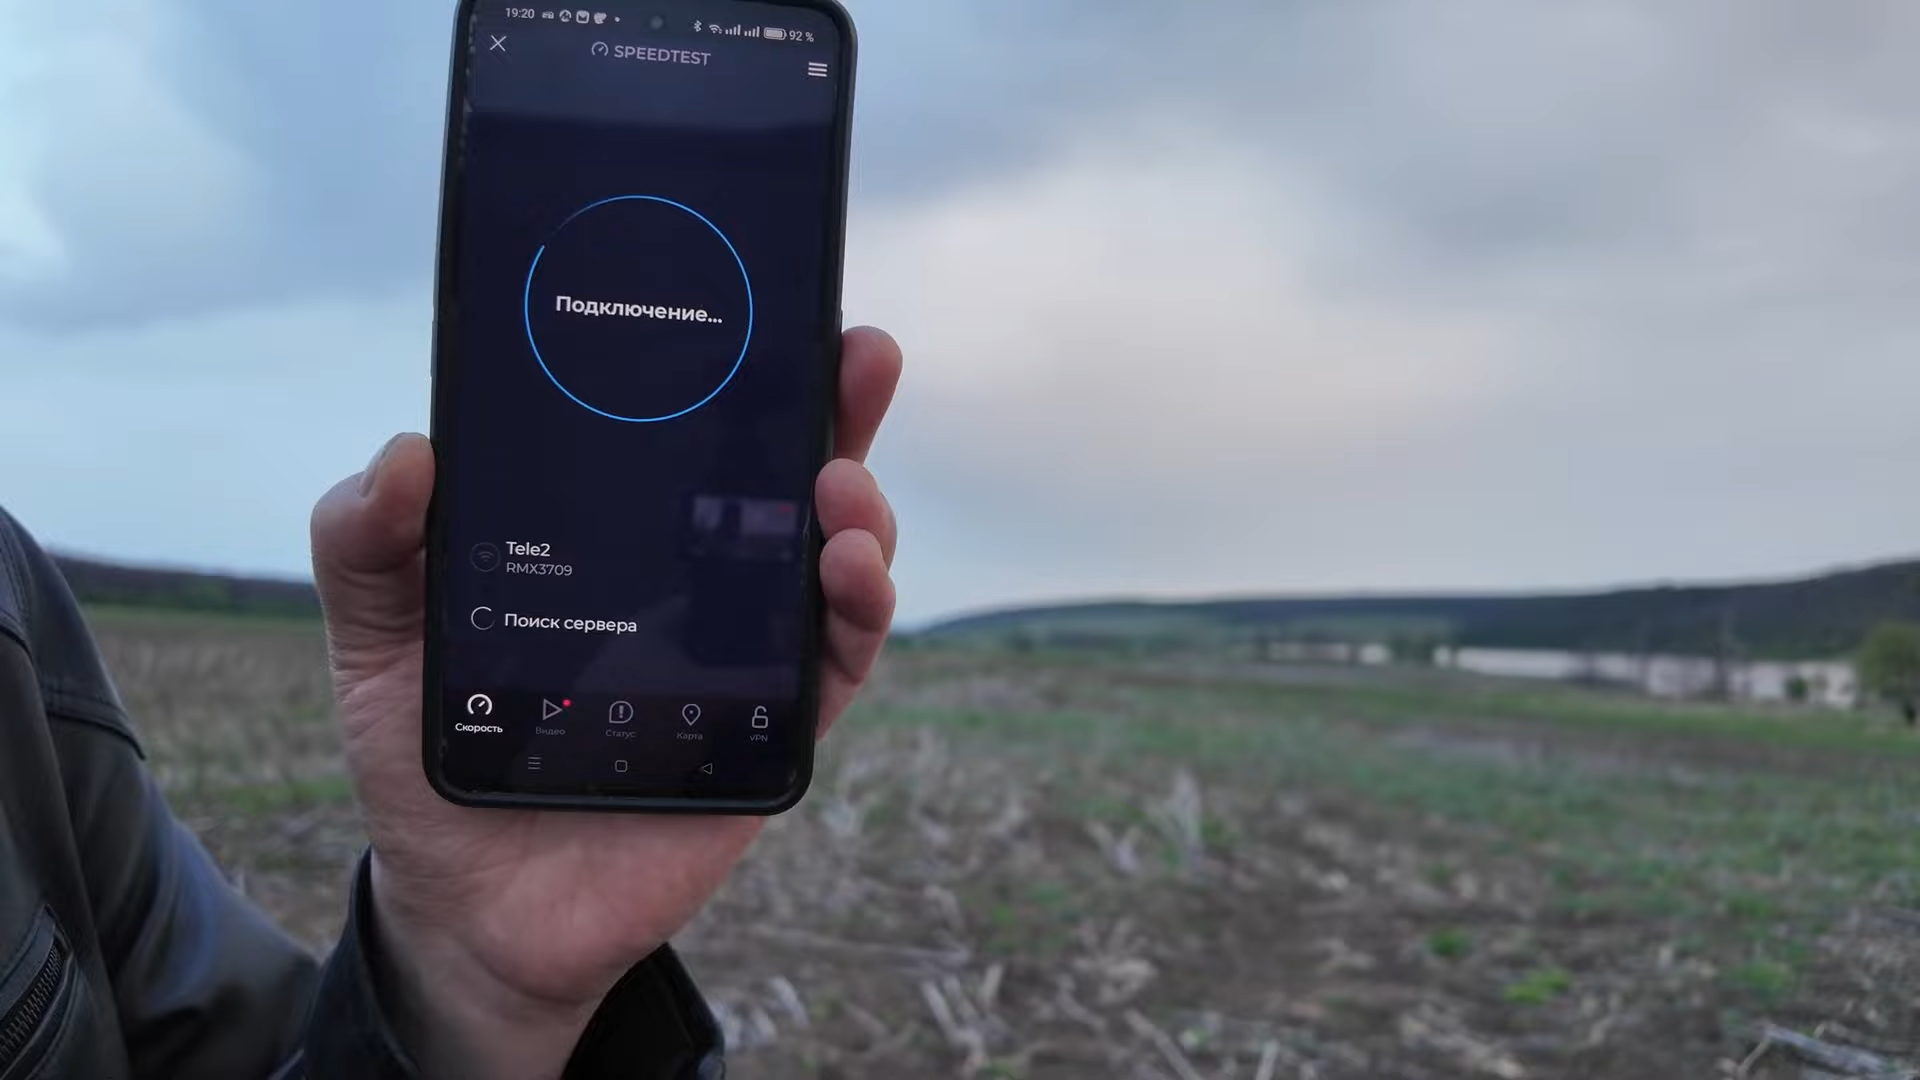 19:20
92 %
SPEEDTEST
Подключение...
Tele2
RMX3709
Поиск сервера
Скорость
Видео
Статус
Карта
VPN